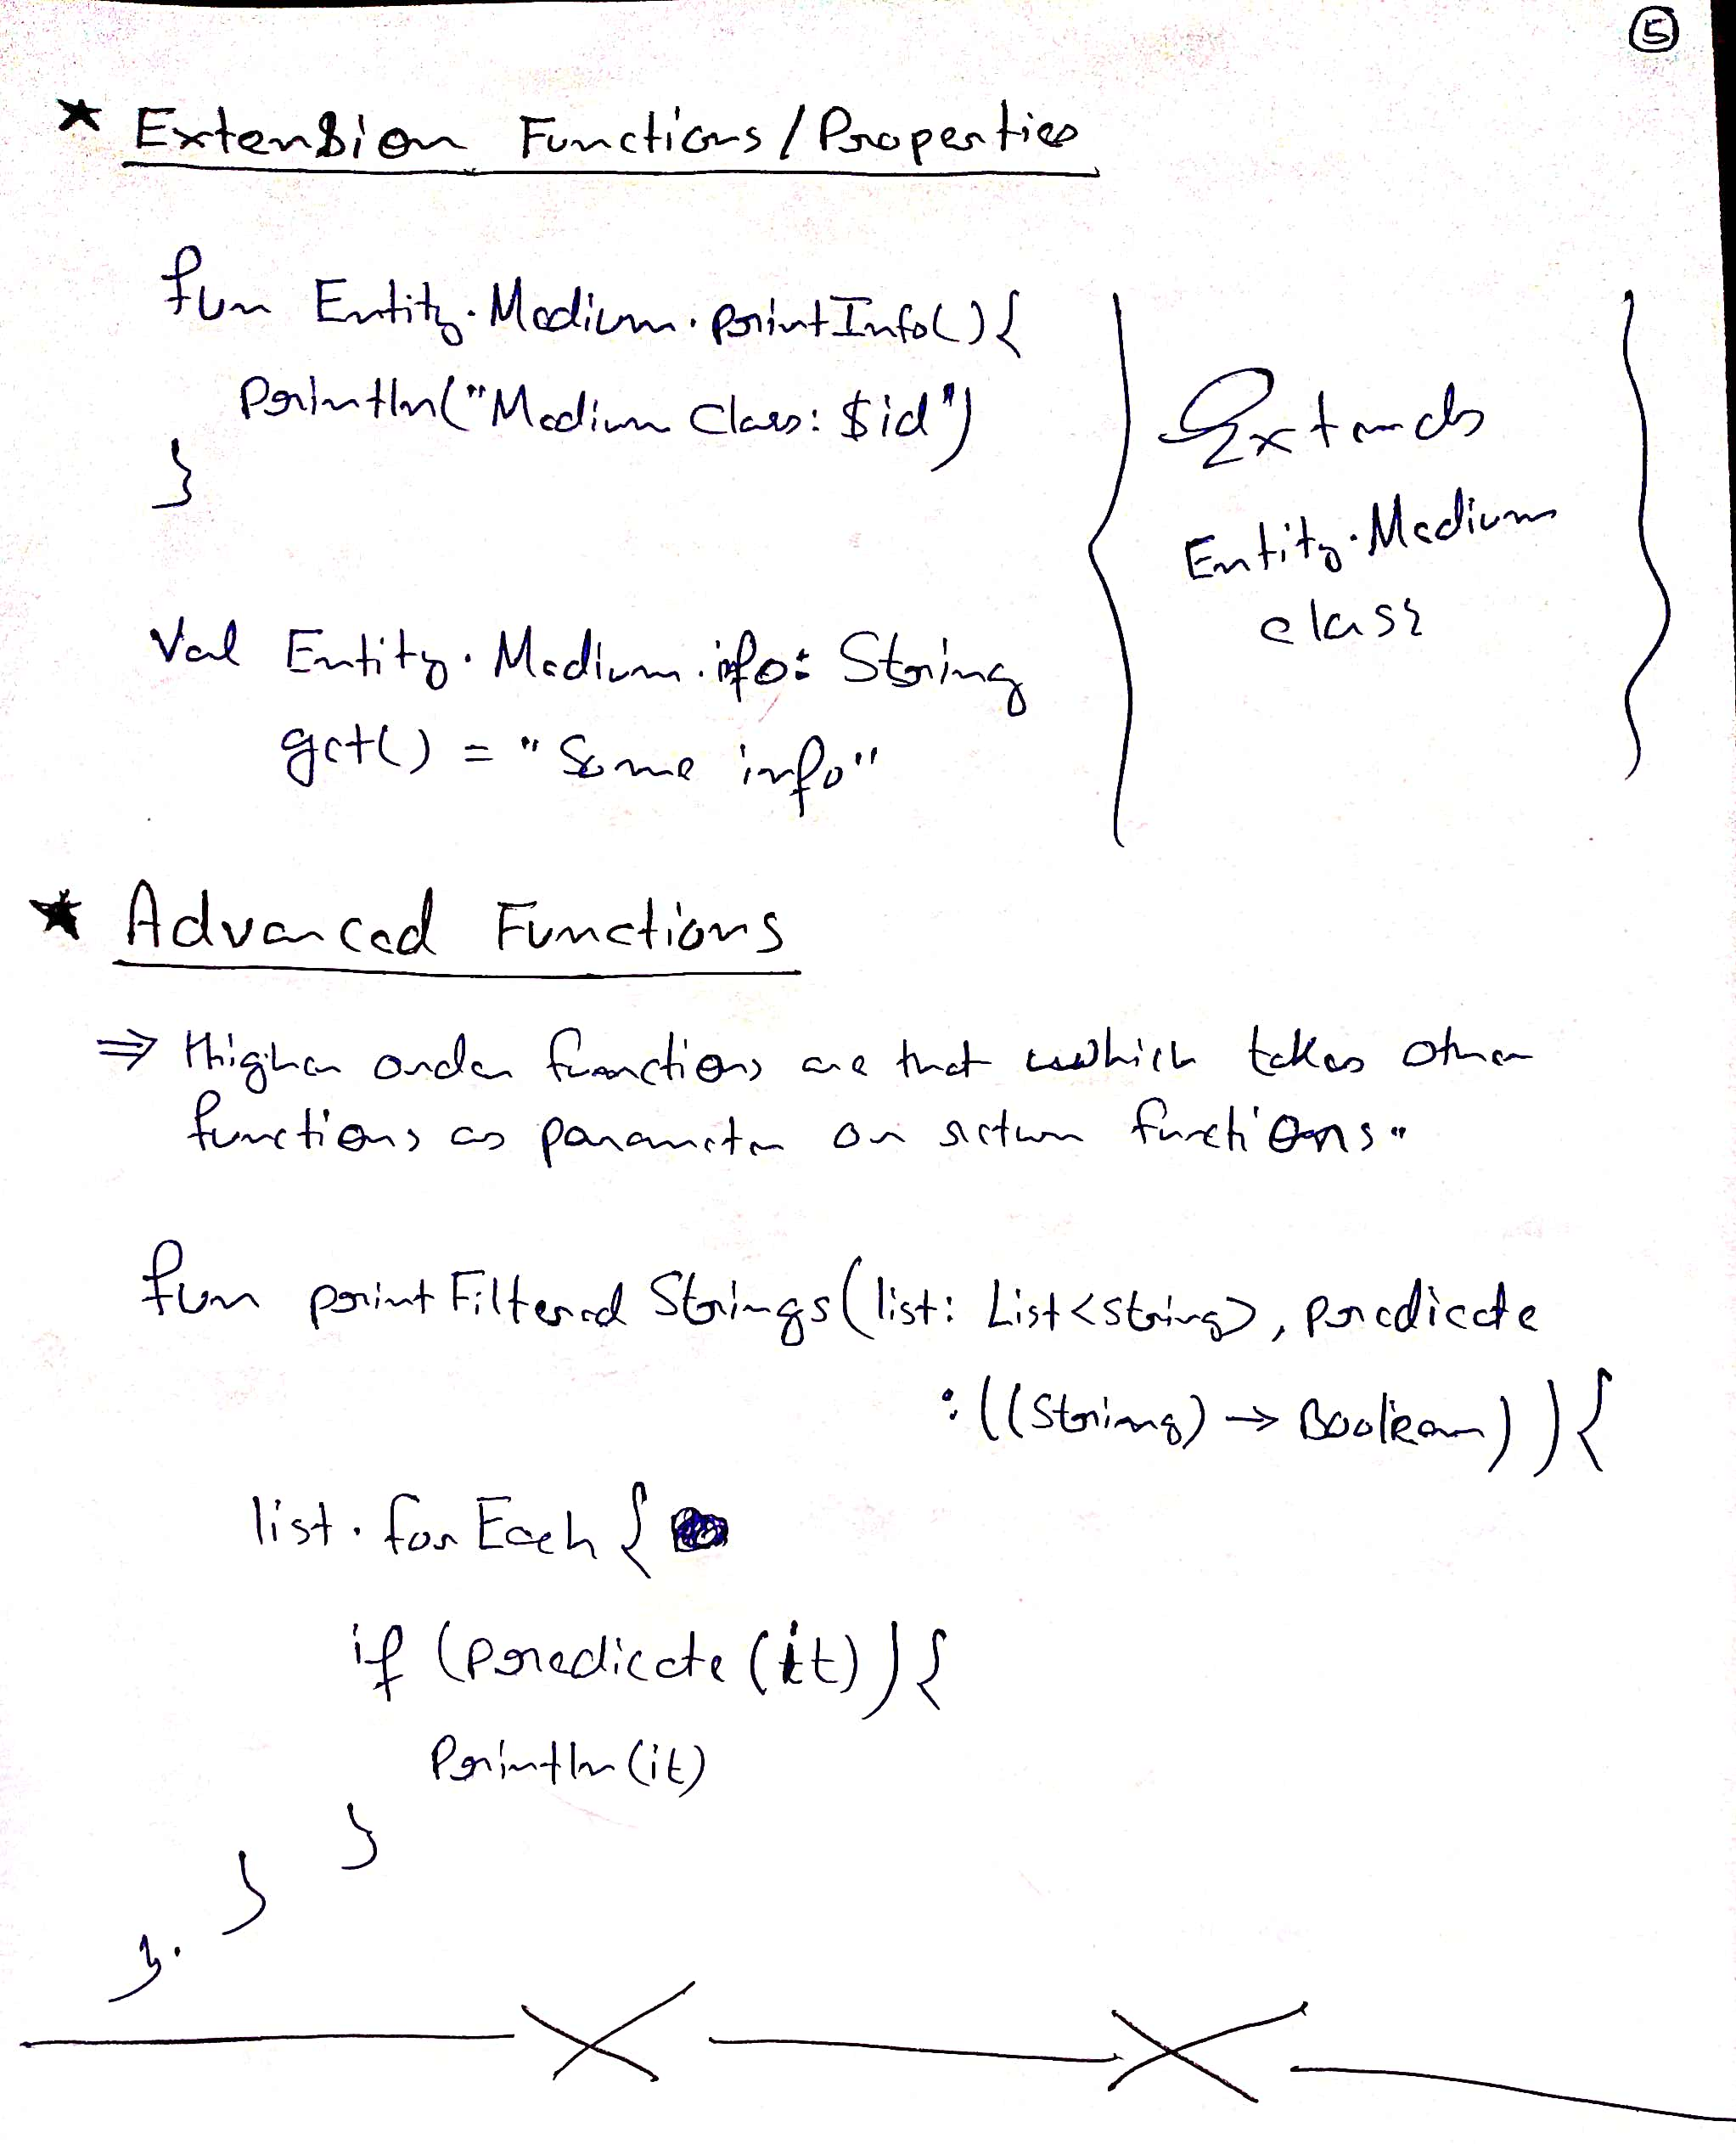 5
* Extension Functions/Properties
fun Entity.Medium.printInfo(){
println("Medium Class: $id")
}
Extends
Entity.Medium
class
Val Entity.Medium.info: String
get() = "Some info"
* Advanced Functions
⇒ Higher order functions are that which takes other
functions as parameter or return functions.
fun printFilteredStrings(list: List<String>, predicate
: ((String) → Boolean)){
list.forEach {
if (predicate(it)){
println(it)
}
}
}.